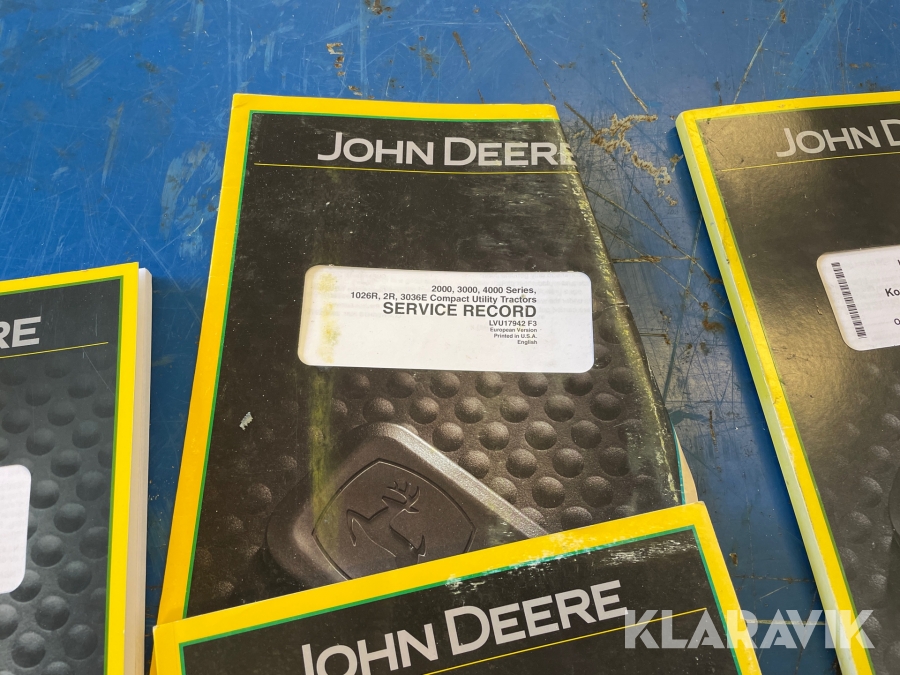 JOHN DEERE
2000, 3000, 4000 Series,
1026R, 2R, 3036E Compact Utility Tractors
SERVICE RECORD
LVU17942 F3
European Version
Printed in U.S.A.
English
JOHN D
Ko
O
RE
JOHN DEERE
KLARAVIK